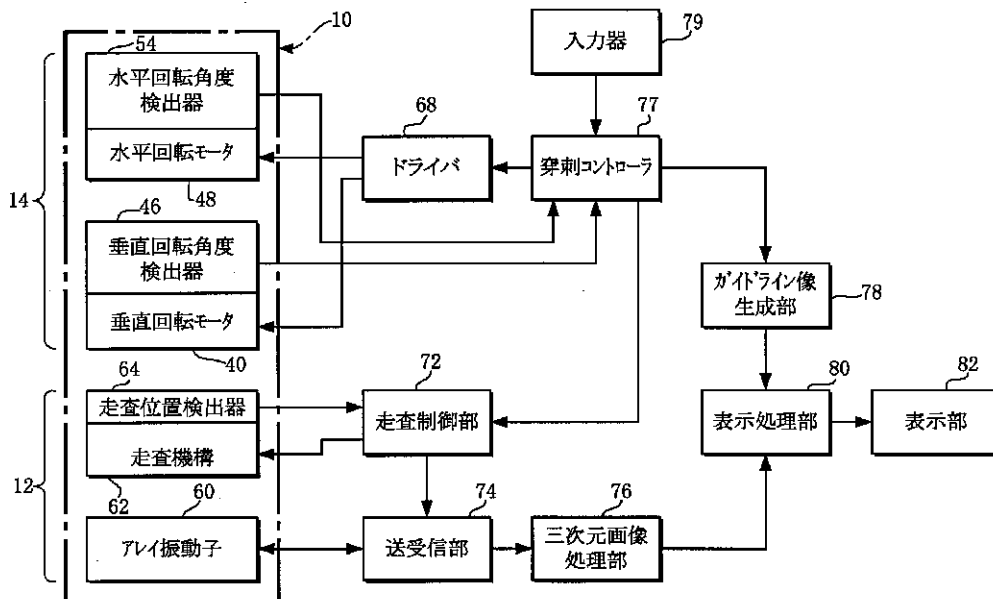 10
54
水平回転角度
検出器
水平回転モータ
48
14
46
垂直回転角度
検出器
垂直回転モータ
40
64
走査位置検出器
走査機構
62
12
60
アレイ振動子
入力器
79
68
ドライバ
77
穿刺コントローラ
ガイドライン像
生成部
78
72
走査制御部
80
表示処理部
82
表示部
74
送受信部
76
三次元画像
処理部